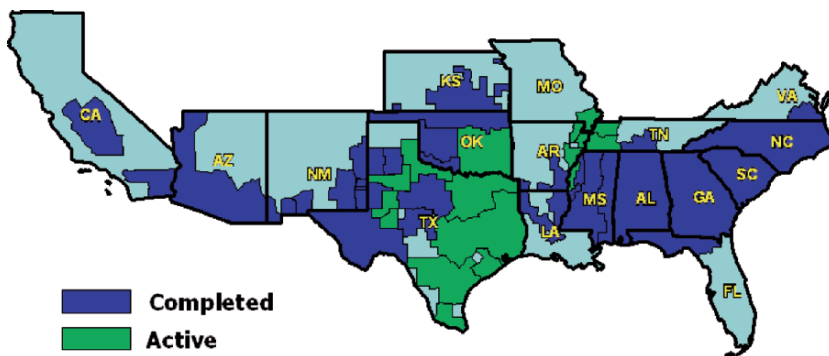 KS
MO
VA
CA
TN
NC
OK
AR
AZ
NM
SC
MS
AL
GA
TX
LA
FL
Completed
Active